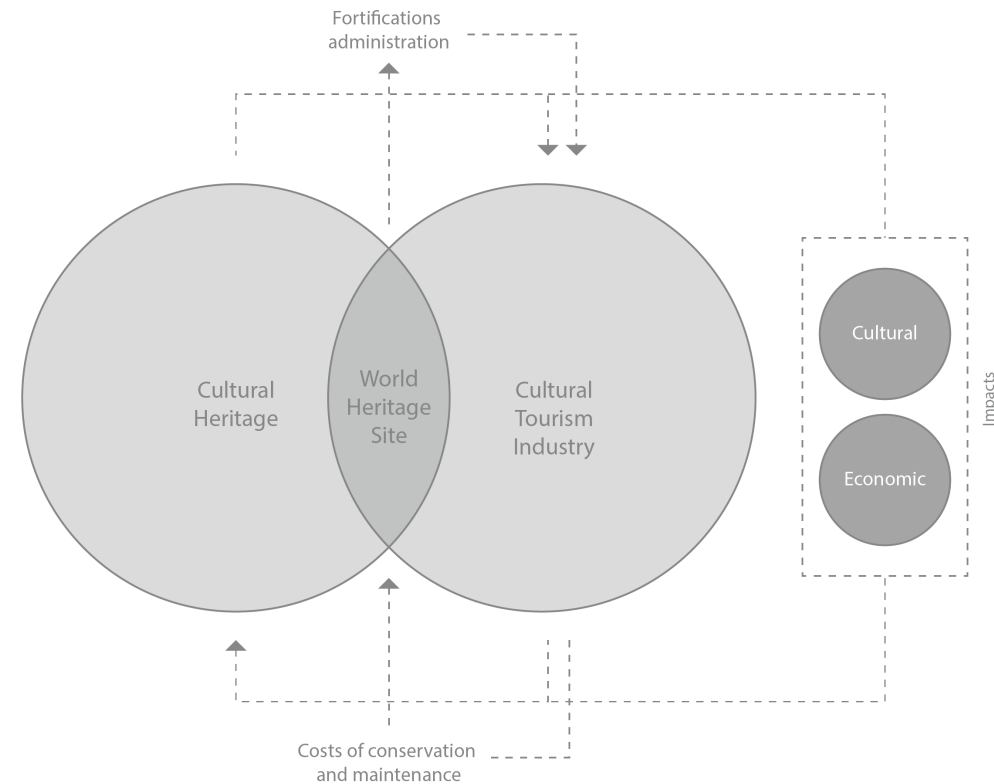 Fortifications
administration
Cultural
Heritage
World
Heritage
Site
Cultural
Tourism
Industry
Cultural
Economic
Impacts
Costs of conservation
and maintenance